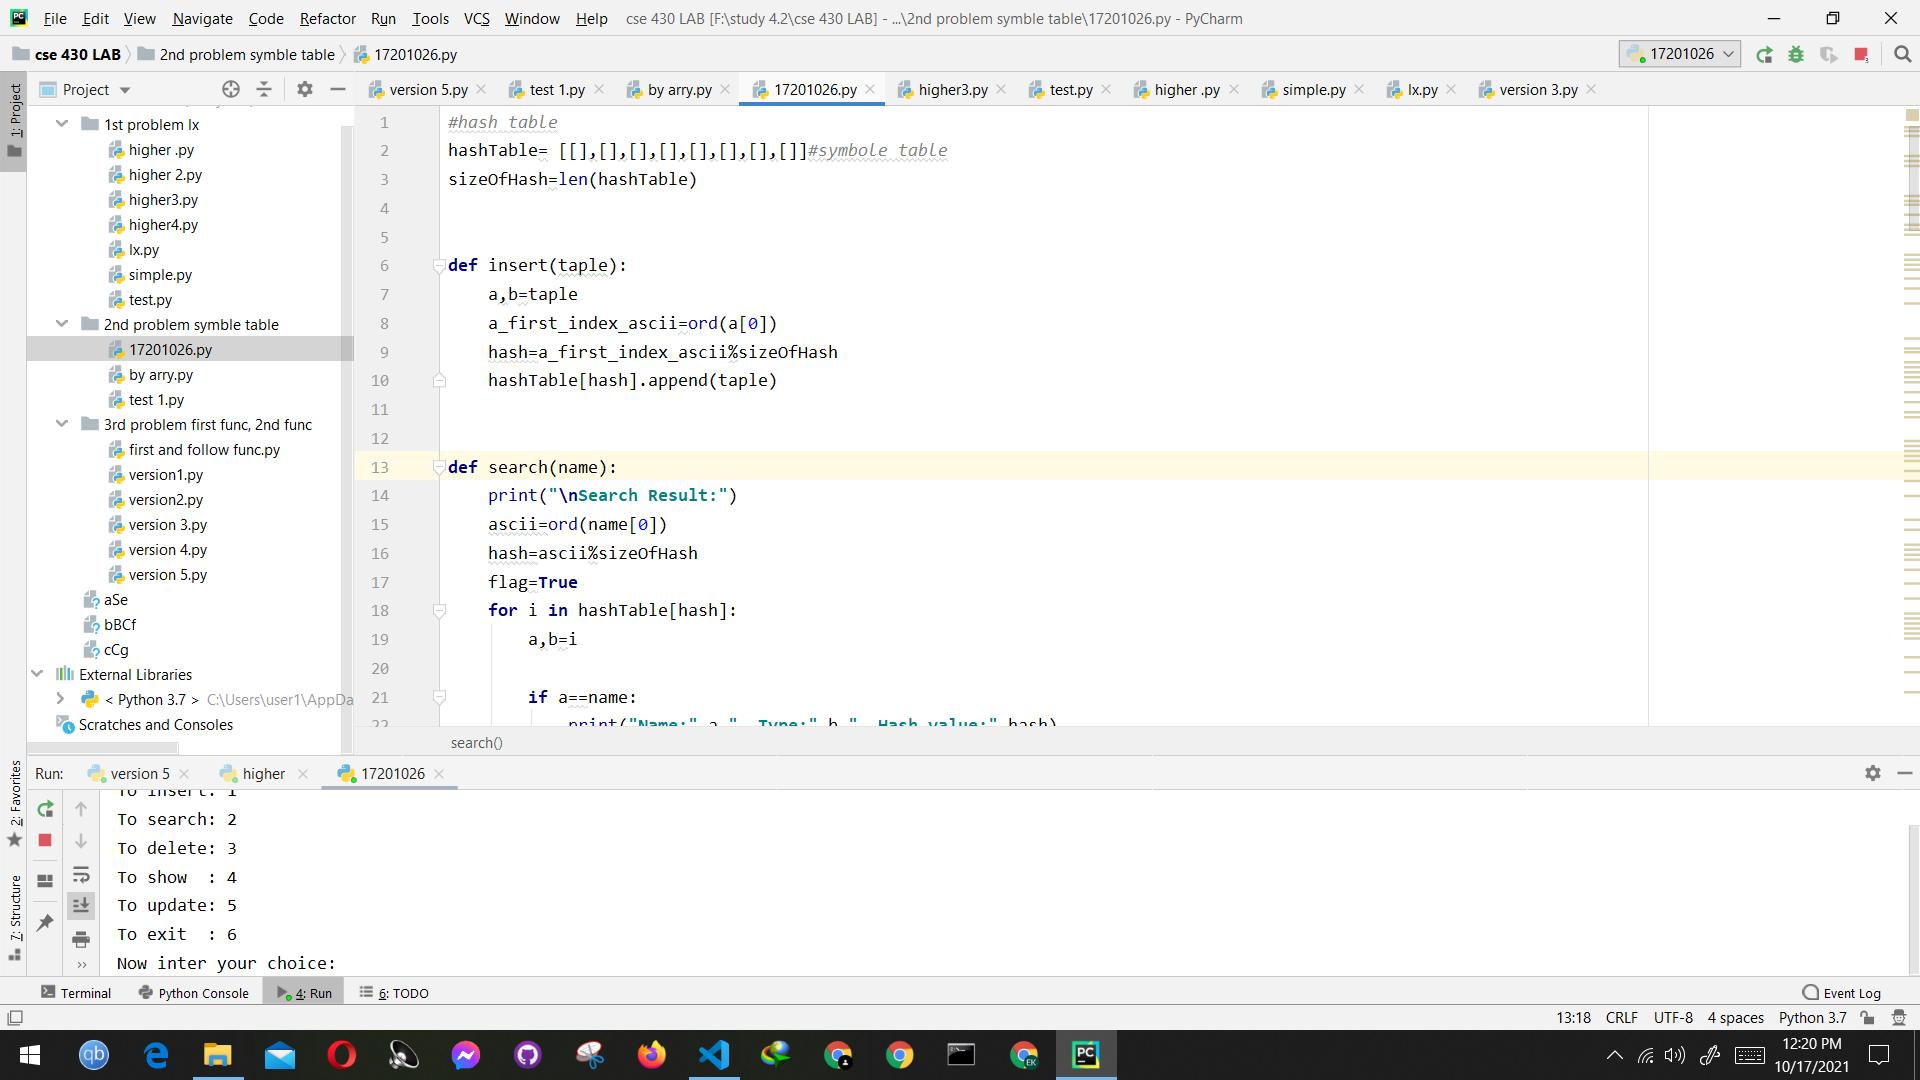 File Edit View Navigate Code Refactor Run Tools VCS Window Help cse 430 LAB [F:\study 4.2\cse 430 LAB] - ...\2nd problem symble table\17201026.py - PyCharm
cse 430 LAB 2nd problem symble table 17201026.py 17201026
Project version 5.py test 1.py by arry.py 17201026.py higher3.py test.py higher .py simple.py lx.py version 3.py
1: Project
1st problem lx
higher .py
higher 2.py
higher3.py
higher4.py
lx.py
simple.py
test.py
2nd problem symble table
17201026.py
by arry.py
test 1.py
3rd problem first func, 2nd func
first and follow func.py
version1.py
version2.py
version 3.py
version 4.py
version 5.py
aSe
bBCf
cCg
External Libraries
< Python 3.7 > C:\Users\user1\AppDa
Scratches and Consoles
1 #hash table
2 hashTable= [[],[],[],[],[],[],[],[]]#symbole table
3 sizeOfHash=len(hashTable)
4
5
6 def insert(taple):
7 a,b=taple
8 a_first_index_ascii=ord(a[0])
9 hash=a_first_index_ascii%sizeOfHash
10 hashTable[hash].append(taple)
11
12
13 def search(name):
14 print("\nSearch Result:")
15 ascii=ord(name[0])
16 hash=ascii%sizeOfHash
17 flag=True
18 for i in hashTable[hash]:
19 a,b=i
20
21 if a==name:
22 print("Name:",a,", Type:",b,", Hash value:",hash)
search()
Run: version 5 higher 17201026
2: Favorites
7: Structure
To insert: 1
To search: 2
To delete: 3
To show : 4
To update: 5
To exit : 6
Now inter your choice:
Terminal Python Console 4: Run 6: TODO Event Log
13:18 CRLF UTF-8 4 spaces Python 3.7
12:20 PM
10/17/2021